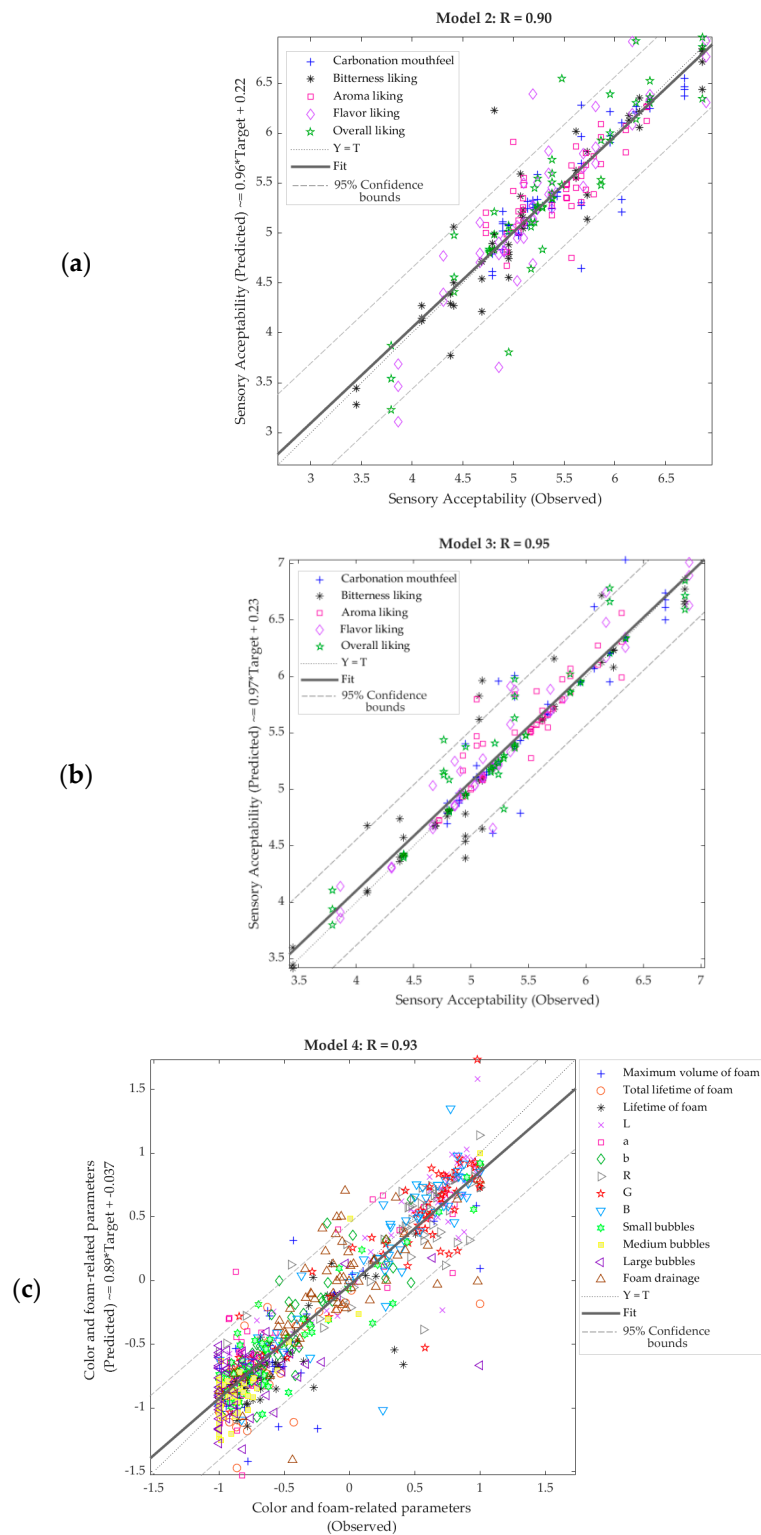 Model 2: R = 0.90
Carbonation mouthfeel
Bitterness liking
Aroma liking
Flavor liking
Overall liking
Y = T
Fit
95% Confidence
bounds
Sensory Acceptability (Predicted) ~= 0.96*Target + 0.22
6.5
6
5.5
5
4.5
4
3.5
3
(a)
3
3.5
4
4.5
5
5.5
6
6.5
Sensory Acceptability (Observed)
Model 3: R = 0.95
Carbonation mouthfeel
Bitterness liking
Aroma liking
Flavor liking
Overall liking
Y = T
Fit
95% Confidence
bounds
Sensory Acceptability (Predicted) ~= 0.97*Target + 0.23
7
6.5
6
5.5
5
4.5
4
3.5
(b)
3.5
4
4.5
5
5.5
6
6.5
7
Sensory Acceptability (Observed)
Model 4: R = 0.93
Maximum volume of foam
Total lifetime of foam
Lifetime of foam
L
a
b
R
G
B
Small bubbles
Medium bubbles
Large bubbles
Foam drainage
Y = T
Fit
95% Confidence
bounds
Color and foam-related parameters
(Predicted) ~= 0.89*Target + -0.037
1.5
1
0.5
0
-0.5
-1
-1.5
(c)
-1.5
-1
-0.5
0
0.5
1
1.5
Color and foam-related parameters
(Observed)